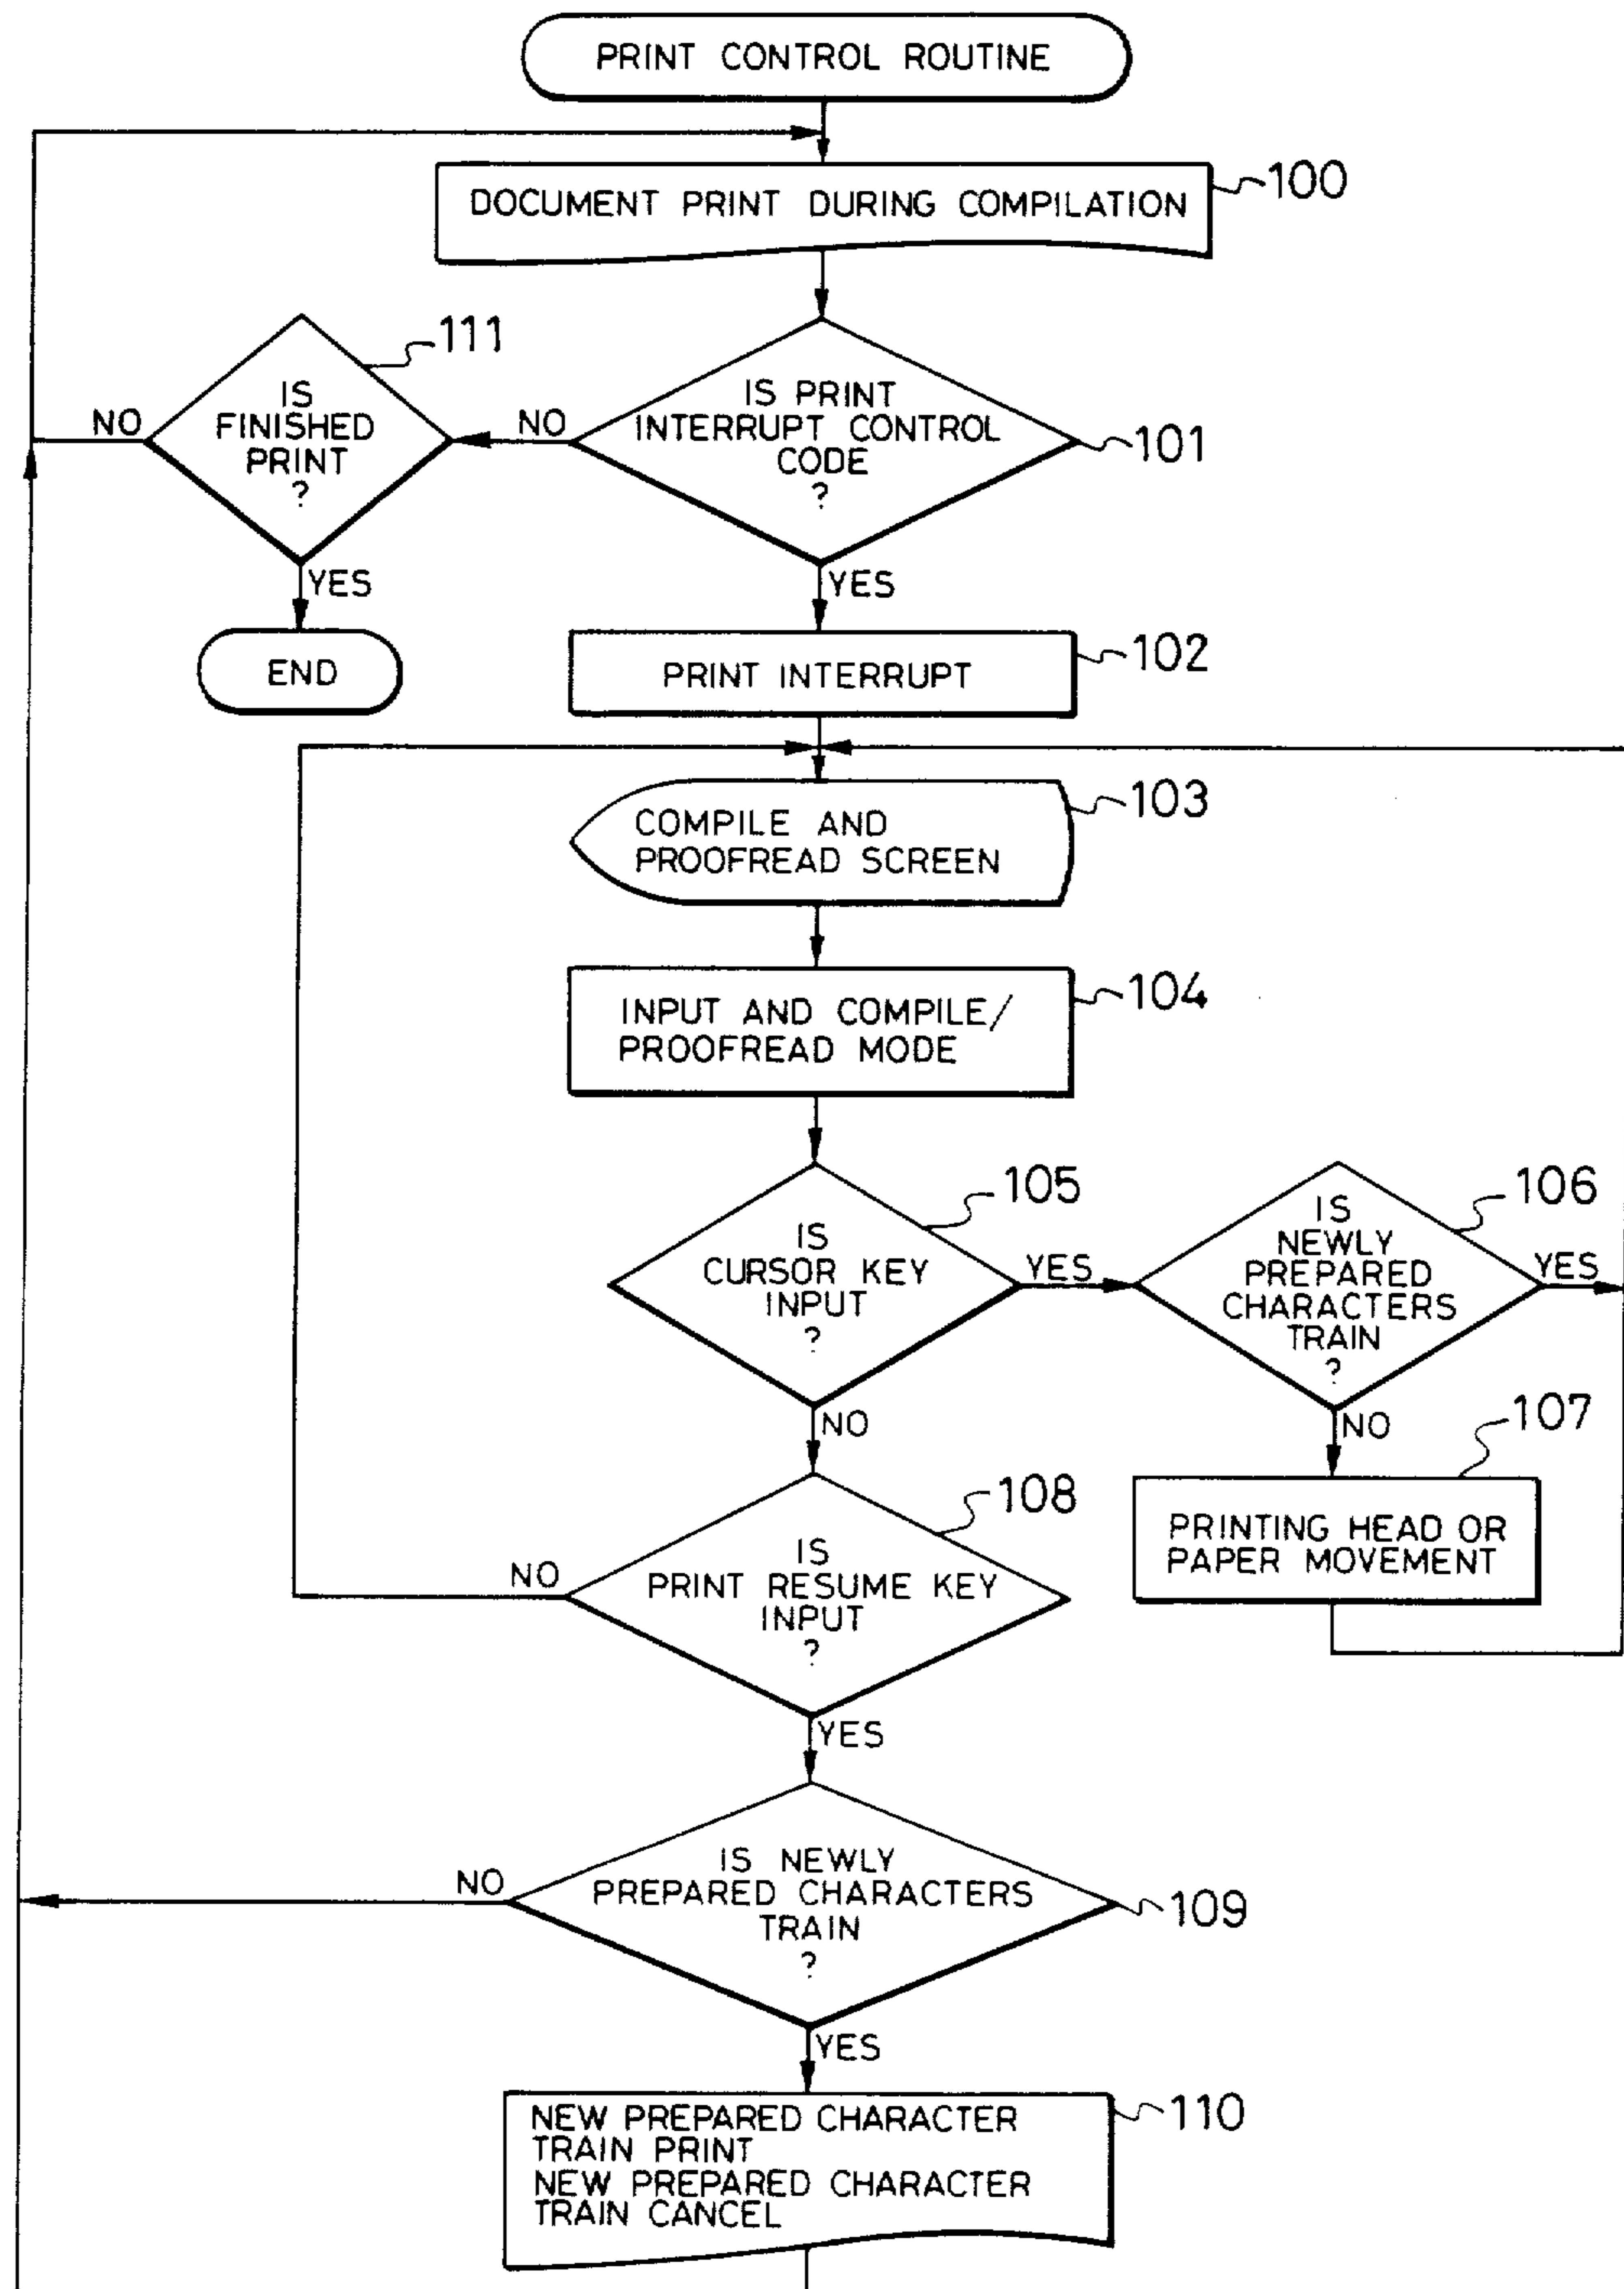 PRINT CONTROL ROUTINE
DOCUMENT PRINT DURING COMPILATION
100
IS PRINT
INTERRUPT CONTROL
CODE
?
101
NO
111
IS
FINISHED
PRINT
?
NO
YES
END
YES
PRINT INTERRUPT
102
COMPILE AND
PROOFREAD SCREEN
103
INPUT AND COMPILE/
PROOFREAD MODE
104
IS
CURSOR KEY
INPUT
?
105
YES
IS
NEWLY
PREPARED
CHARACTERS
TRAIN
?
106
YES
NO
PRINTING HEAD OR
PAPER MOVEMENT
107
NO
IS
PRINT RESUME KEY
INPUT
?
108
NO
YES
IS NEWLY
PREPARED CHARACTERS
TRAIN
?
109
NO
YES
NEW PREPARED CHARACTER
TRAIN PRINT
NEW PREPARED CHARACTER
TRAIN CANCEL
110